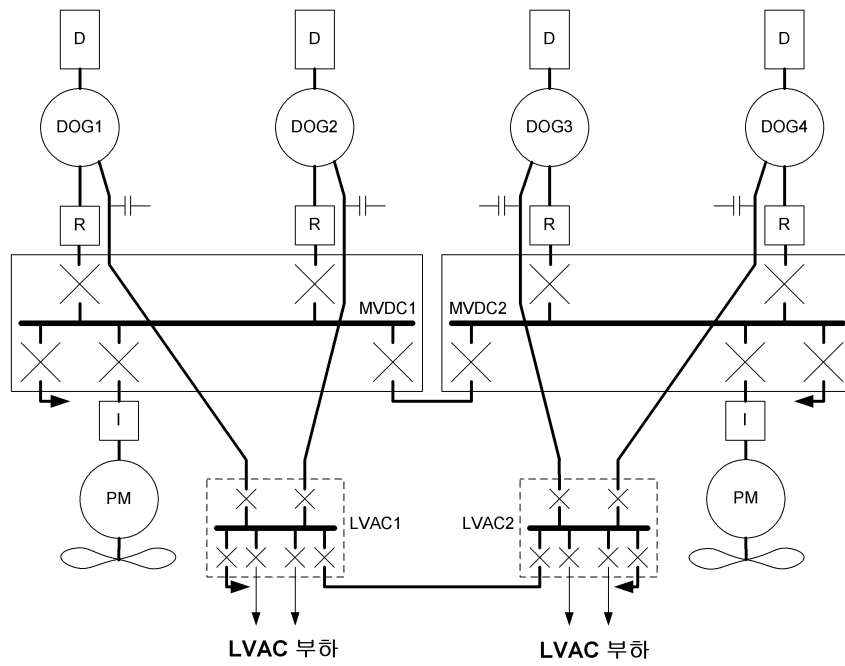 D D D D
DOG1 DOG2 DOG3 DOG4
R R R R
MVDC1 MVDC2
I I
PM PM
LVAC1 LVAC2
LVAC 부하 LVAC 부하